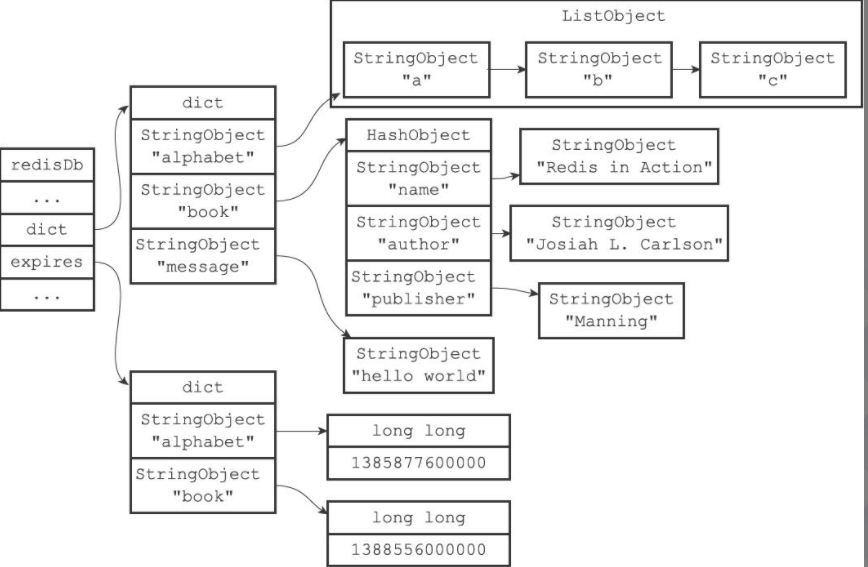 redisDb
...
dict
expires
...
dict
StringObject
"alphabet"
StringObject
"book"
StringObject
"message"
ListObject
StringObject
"a"
StringObject
"b"
StringObject
"c"
HashObject
StringObject
"name"
StringObject
"author"
StringObject
"publisher"
StringObject
"Redis in Action"
StringObject
"Josiah L. Carlson"
StringObject
"Manning"
StringObject
"hello world"
dict
StringObject
"alphabet"
StringObject
"book"
long long
1385877600000
long long
1388556000000